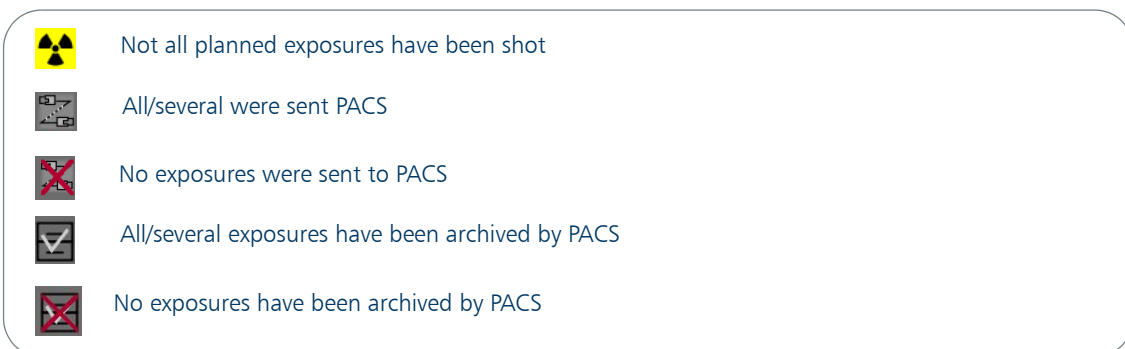 Not all planned exposures have been shot
All/several were sent PACS
No exposures were sent to PACS
All/several exposures have been archived by PACS
No exposures have been archived by PACS